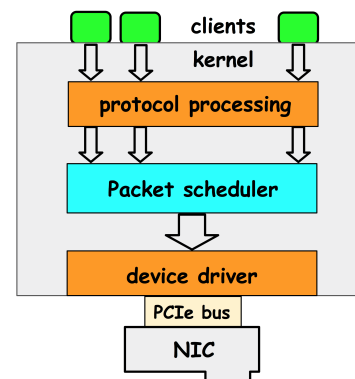 clients
kernel
protocol processing
Packet scheduler
device driver
PCIe bus
NIC